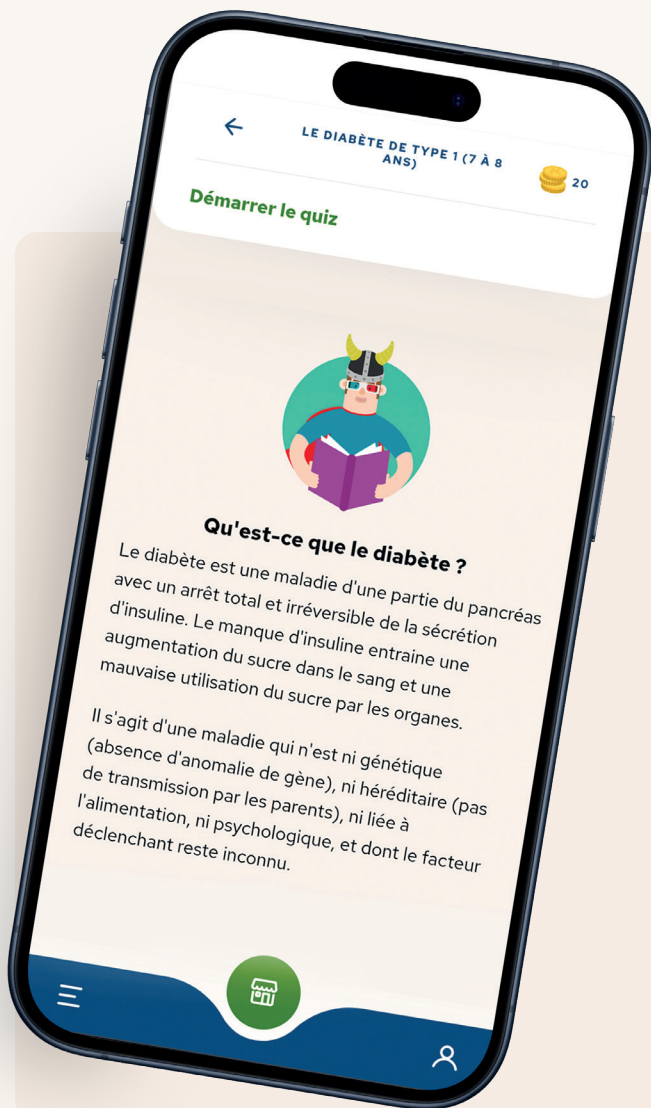 LE DIABÈTE DE TYPE 1 (7 À 8
ANS)
20
Démarrer le quiz
Qu'est-ce que le diabète ?
Le diabète est une maladie d'une partie du pancréas
avec un arrêt total et irréversible de la sécrétion
d'insuline. Le manque d'insuline entraine une
augmentation du sucre dans le sang et une
mauvaise utilisation du sucre par les organes.
Il s'agit d'une maladie qui n'est ni génétique
(absence d'anomalie de gène), ni héréditaire (pas
de transmission par les parents), ni liée à
l'alimentation, ni psychologique, et dont le facteur
déclenchant reste inconnu.